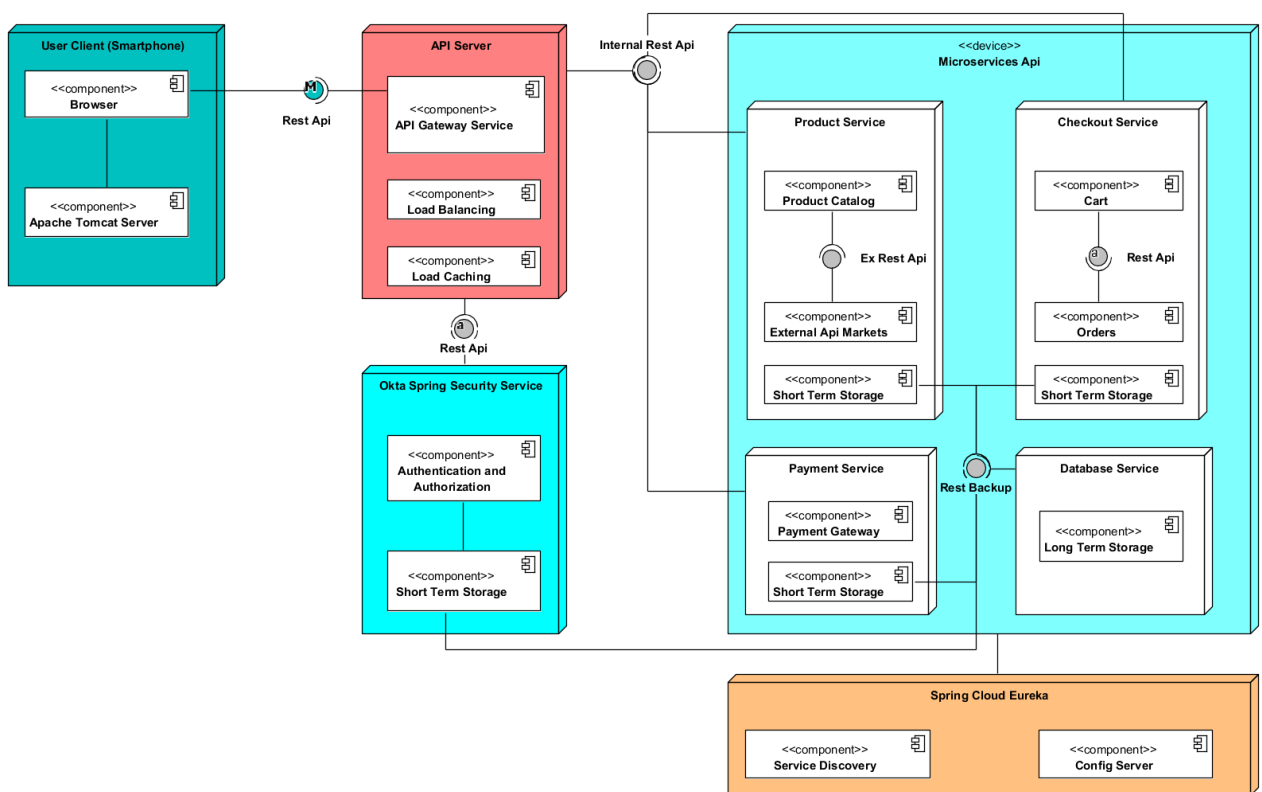 User Client (Smartphone)
<<component>>
Browser
<<component>>
Apache Tomcat Server
M
Rest Api
API Server
<<component>>
API Gateway Service
<<component>>
Load Balancing
<<component>>
Load Caching
a
Rest Api
Okta Spring Security Service
<<component>>
Authentication and
Authorization
<<component>>
Short Term Storage
Internal Rest Api
<<device>>
Microservices Api
Product Service
<<component>>
Product Catalog
Ex Rest Api
<<component>>
External Api Markets
<<component>>
Short Term Storage
Checkout Service
<<component>>
Cart
a
Rest Api
<<component>>
Orders
<<component>>
Short Term Storage
Payment Service
<<component>>
Payment Gateway
<<component>>
Short Term Storage
Rest Backup
Database Service
<<component>>
Long Term Storage
Spring Cloud Eureka
<<component>>
Service Discovery
<<component>>
Config Server